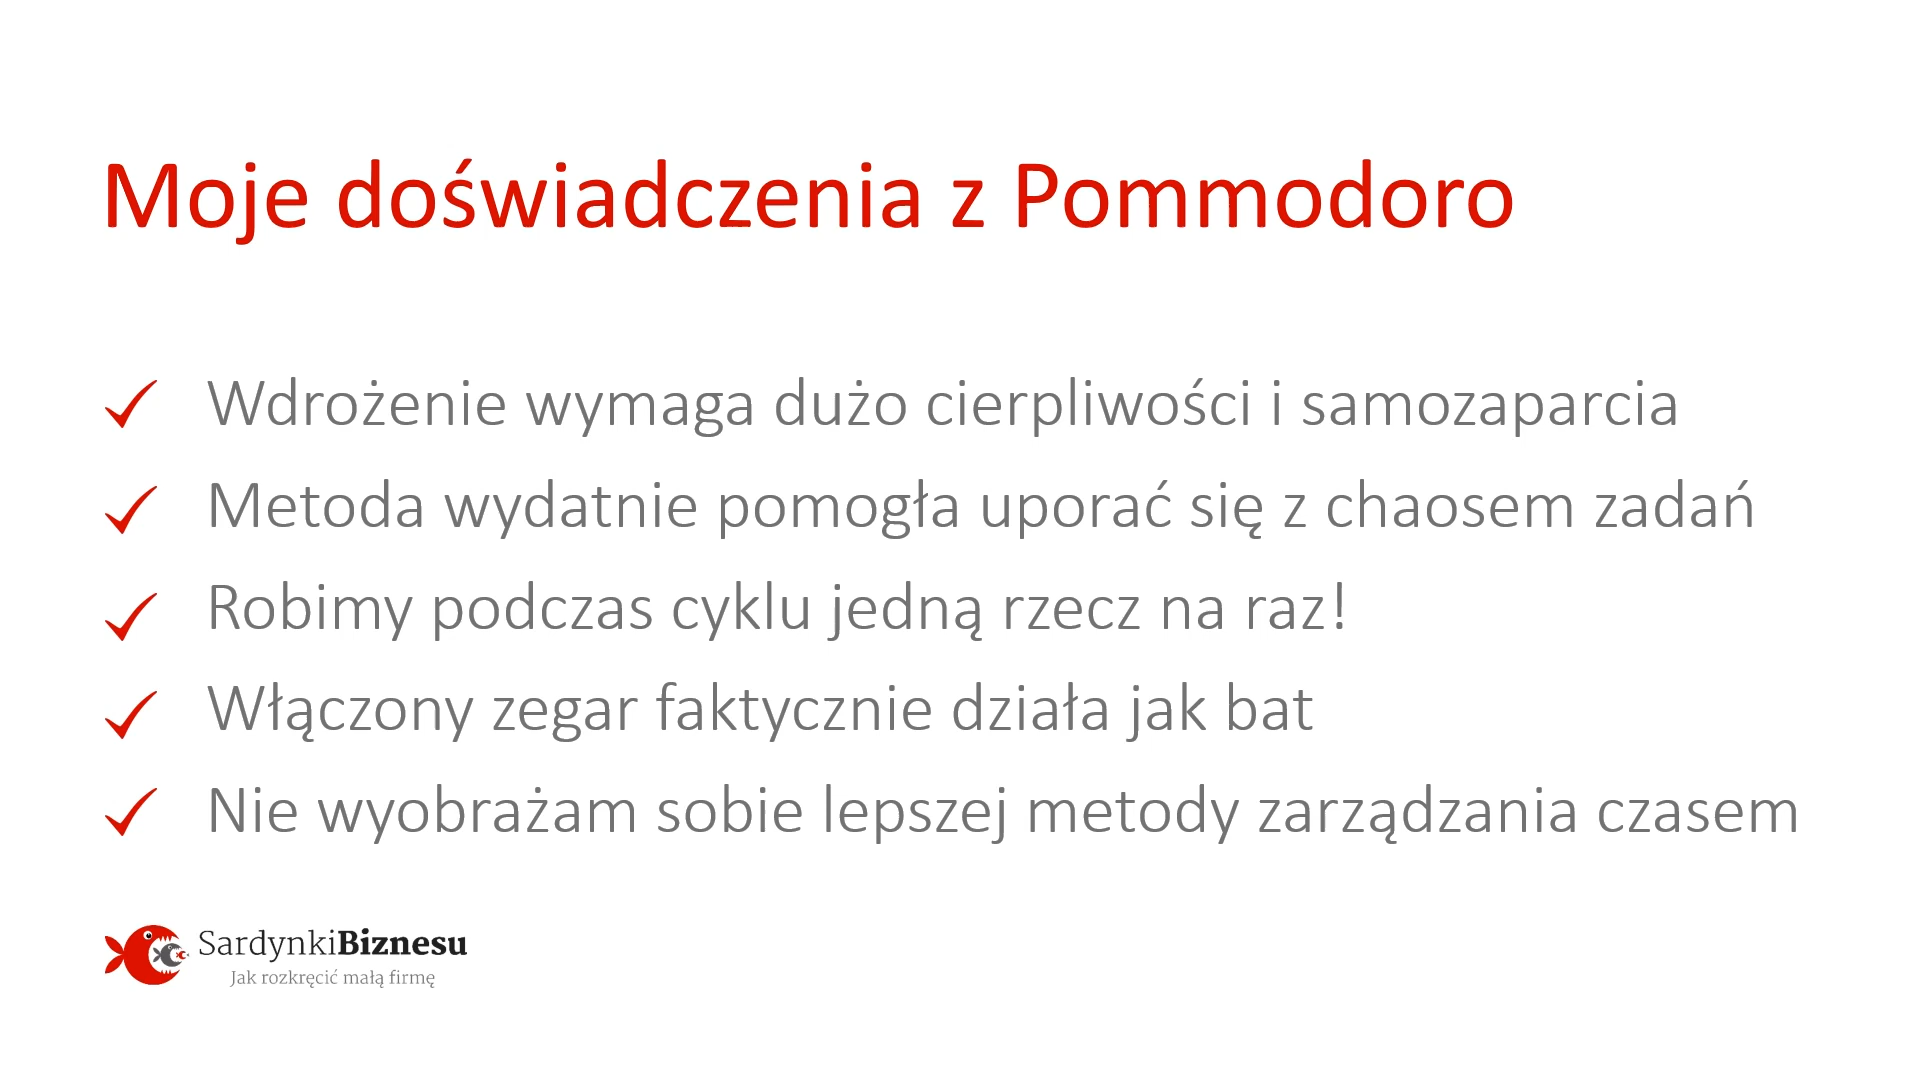 Moje doświadczenia z Pommodoro
Wdrożenie wymaga dużo cierpliwości i samozaparcia
Metoda wydatnie pomogła uporać się z chaosem zadań
Robimy podczas cyklu jedną rzecz na raz!
Włączony zegar faktycznie działa jak bat
Nie wyobrażam sobie lepszej metody zarządzania czasem
SardynkiBiznesu
Jak rozkręcić małą firmę